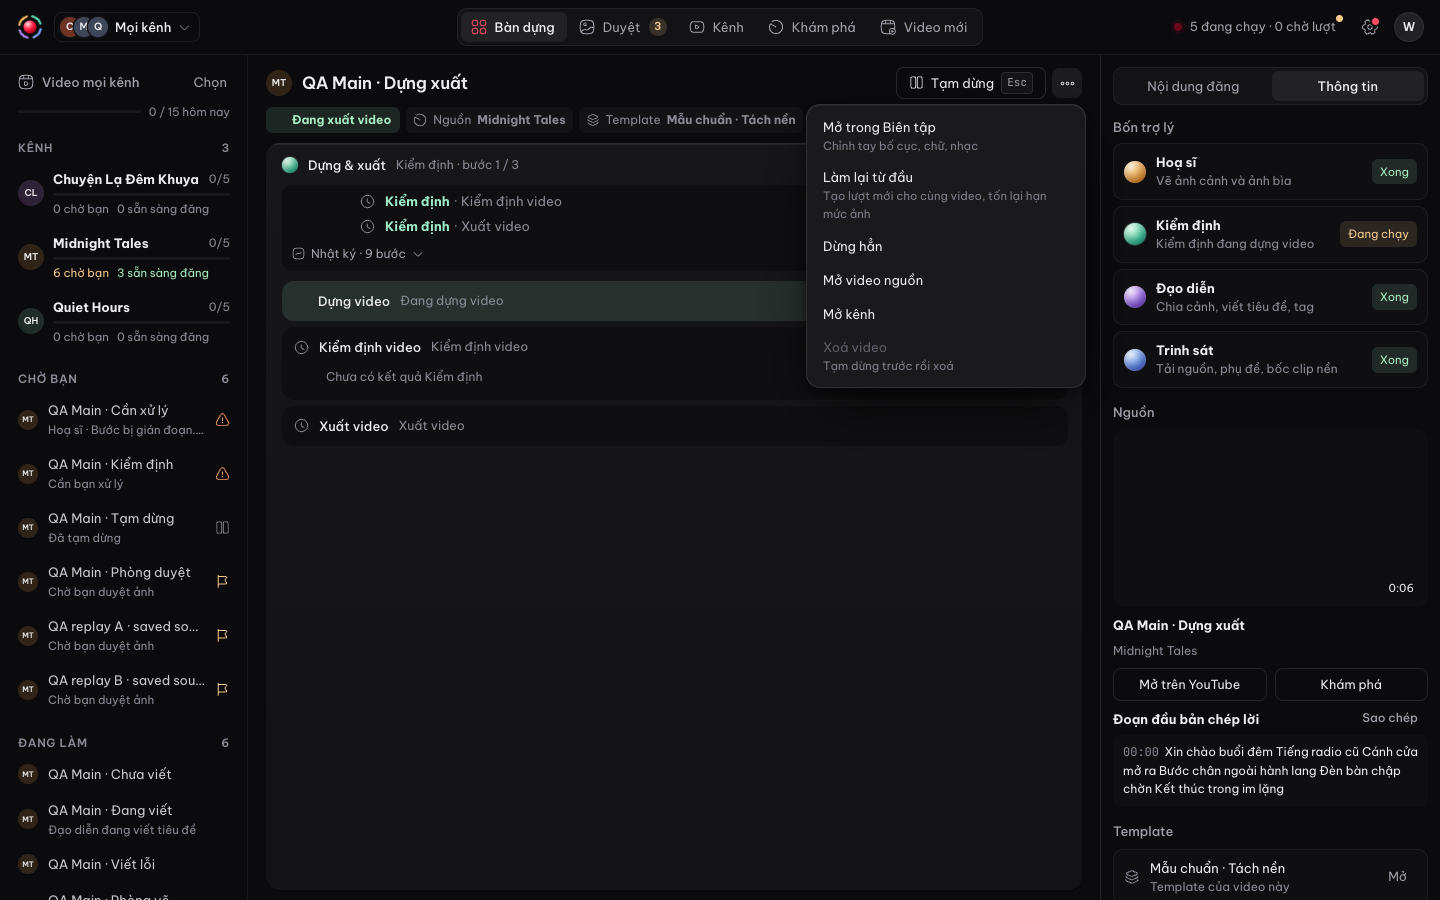 Mọi kênh
Bàn dựng
Duyệt 3
Kênh
Khám phá
Video mới
5 đang chạy · 0 chờ lượt
W
Video mọi kênh
Chọn
0 / 15 hôm nay
KÊNH 3
CL
Chuyện Lạ Đêm Khuya 0/5
0 chờ bạn 0 sẵn sàng đăng
MT
Midnight Tales 0/5
6 chờ bạn 3 sẵn sàng đăng
QH
Quiet Hours 0/5
0 chờ bạn 0 sẵn sàng đăng
CHỜ BẠN 6
MT
QA Main · Cần xử lý
Hoạ sĩ · Bước bị gián đoạn....
MT
QA Main · Kiểm định
Cần bạn xử lý
MT
QA Main · Tạm dừng
Đã tạm dừng
MT
QA Main · Phòng duyệt
Chờ bạn duyệt ảnh
MT
QA replay A · saved so...
Chờ bạn duyệt ảnh
MT
QA replay B · saved sou...
Chờ bạn duyệt ảnh
ĐANG LÀM 6
MT
QA Main · Chưa viết
MT
QA Main · Đang viết
Đạo diễn đang viết tiêu đề
MT
QA Main · Viết lỗi
MT
QA Main · Dựng xuất
Tạm dừng Esc
Đang xuất video
Nguồn Midnight Tales
Template Mẫu chuẩn · Tách nền
Dựng & xuất Kiểm định · bước 1 / 3
Kiểm định · Kiểm định video
Kiểm định · Xuất video
Nhật ký · 9 bước
Dựng video Đang dựng video
Kiểm định video Kiểm định video
Chưa có kết quả Kiểm định
Xuất video Xuất video
Mở trong Biên tập
Chỉnh tay bố cục, chữ, nhạc
Làm lại từ đầu
Tạo lượt mới cho cùng video, tốn lại hạn
mức ảnh
Dừng hẳn
Mở video nguồn
Mở kênh
Xoá video
Tạm dừng trước rồi xoá
Nội dung đăng
Thông tin
Bốn trợ lý
Hoạ sĩ
Vẽ ảnh cảnh và ảnh bìa
Xong
Kiểm định
Kiểm định đang dựng video
Đang chạy
Đạo diễn
Chia cảnh, viết tiêu đề, tag
Xong
Trinh sát
Tải nguồn, phụ đề, bốc clip nền
Xong
Nguồn
0:06
QA Main · Dựng xuất
Midnight Tales
Mở trên YouTube
Khám phá
Đoạn đầu bản chép lời
Sao chép
00:00 Xin chào buổi đêm Tiếng radio cũ Cánh cửa
mở ra Bước chân ngoài hành lang Đèn bàn chập
chờn Kết thúc trong im lặng
Template
Mẫu chuẩn · Tách nền
Template của video này
Mở